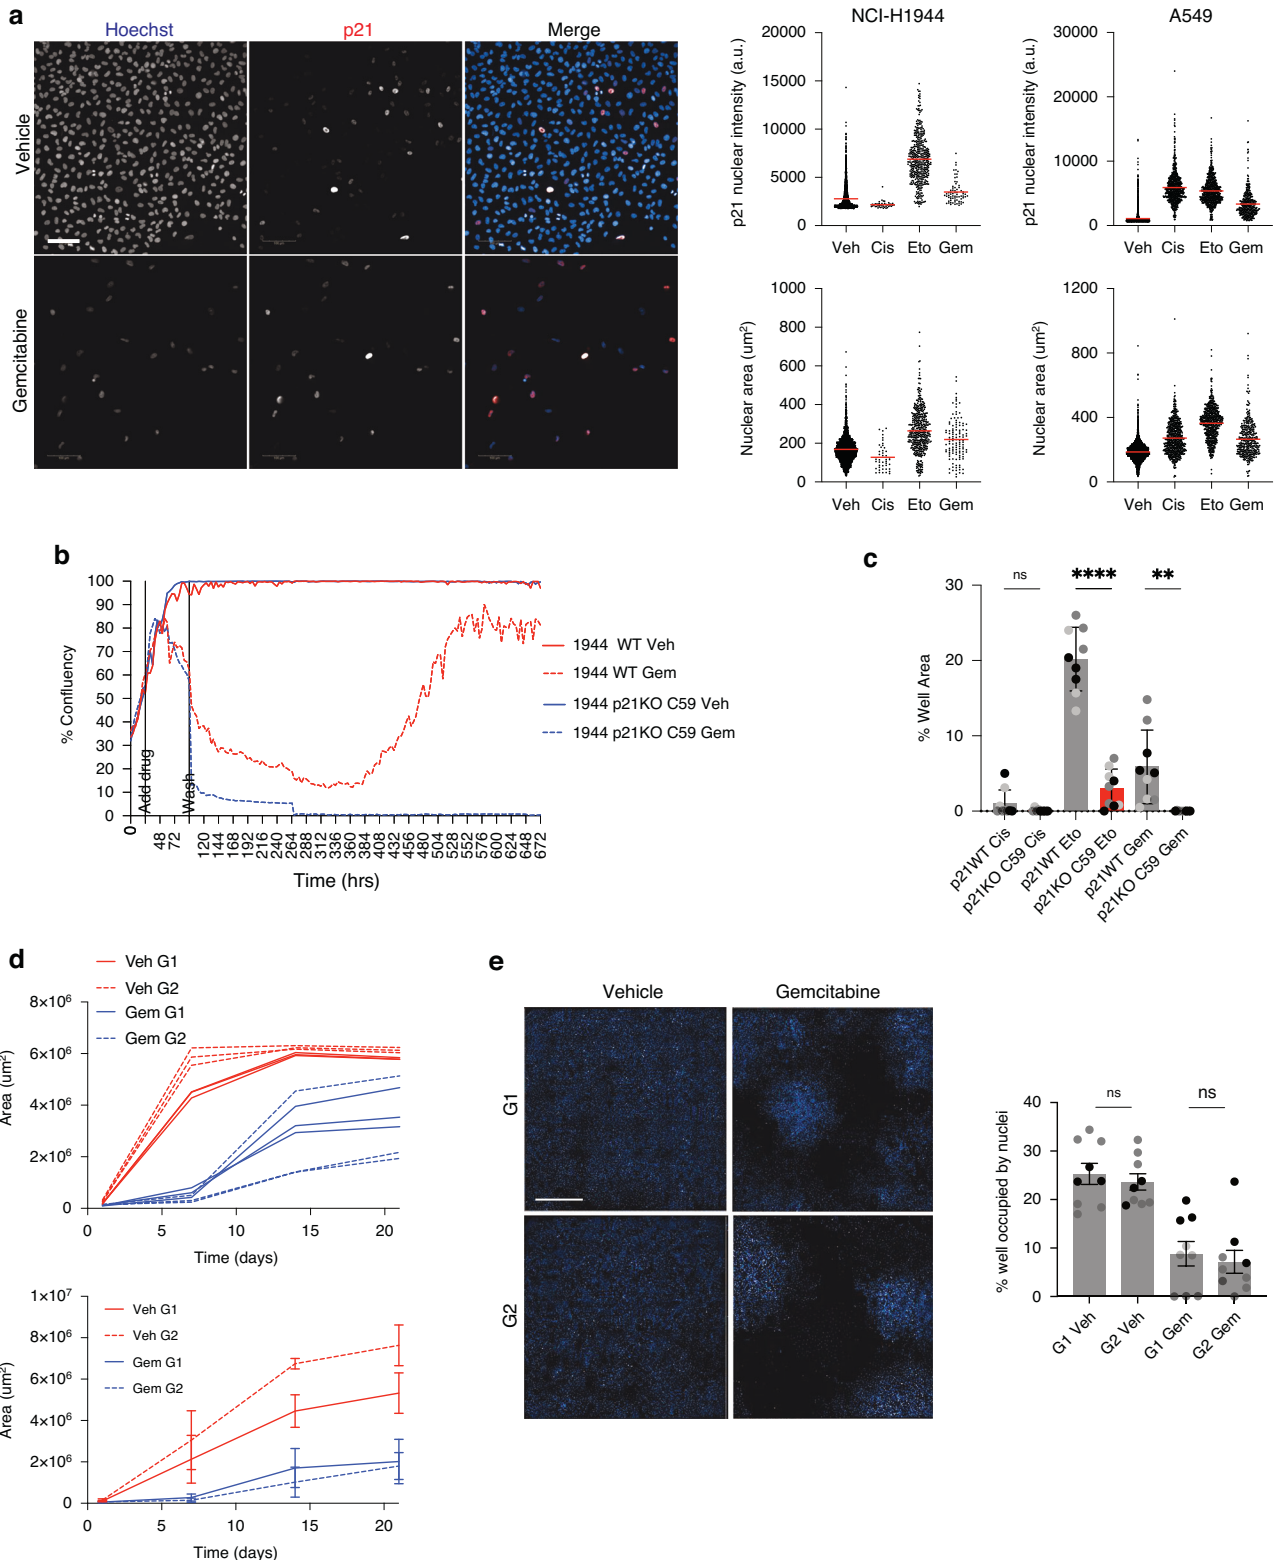 a
Hoechst
p21
Merge
Vehicle
Gemcitabine
NCI-H1944
p21 nuclear intensity (a.u.)
20000
15000
10000
5000
0
Veh Cis Eto Gem
A549
p21 nuclear intensity (a.u.)
30000
20000
10000
0
Veh Cis Eto Gem
Nuclear area (um²)
1000
800
600
400
200
0
Veh Cis Eto Gem
Nuclear area (um²)
1200
800
400
0
Veh Cis Eto Gem
b
% Confluency
100
90
80
70
60
50
40
30
20
10
0
Add drug
Wash
0 48 72 120 144 168 192 216 240 264 288 312 336 360 384 408 432 456 480 504 528 552 576 600 624 648 672
Time (hrs)
1944 WT Veh
1944 WT Gem
1944 p21KO C59 Veh
1944 p21KO C59 Gem
c
% Well Area
30
20
10
0
ns
****
**
p21WT Cis
p21KO C59 Cis
p21WT Eto
p21KO C59 Eto
p21WT Gem
p21KO C59 Gem
d
Veh G1
Veh G2
Gem G1
Gem G2
Area (um²)
8×10⁶
6×10⁶
4×10⁶
2×10⁶
0
0 5 10 15 20
Time (days)
Area (um²)
1×10⁷
8×10⁶
6×10⁶
4×10⁶
2×10⁶
0
Veh G1
Veh G2
Gem G1
Gem G2
0 5 10 15 20
Time (days)
e
Vehicle
Gemcitabine
G1
G2
% well occupied by nuclei
40
30
20
10
0
ns
ns
G1 Veh
G2 Veh
G1 Gem
G2 Gem